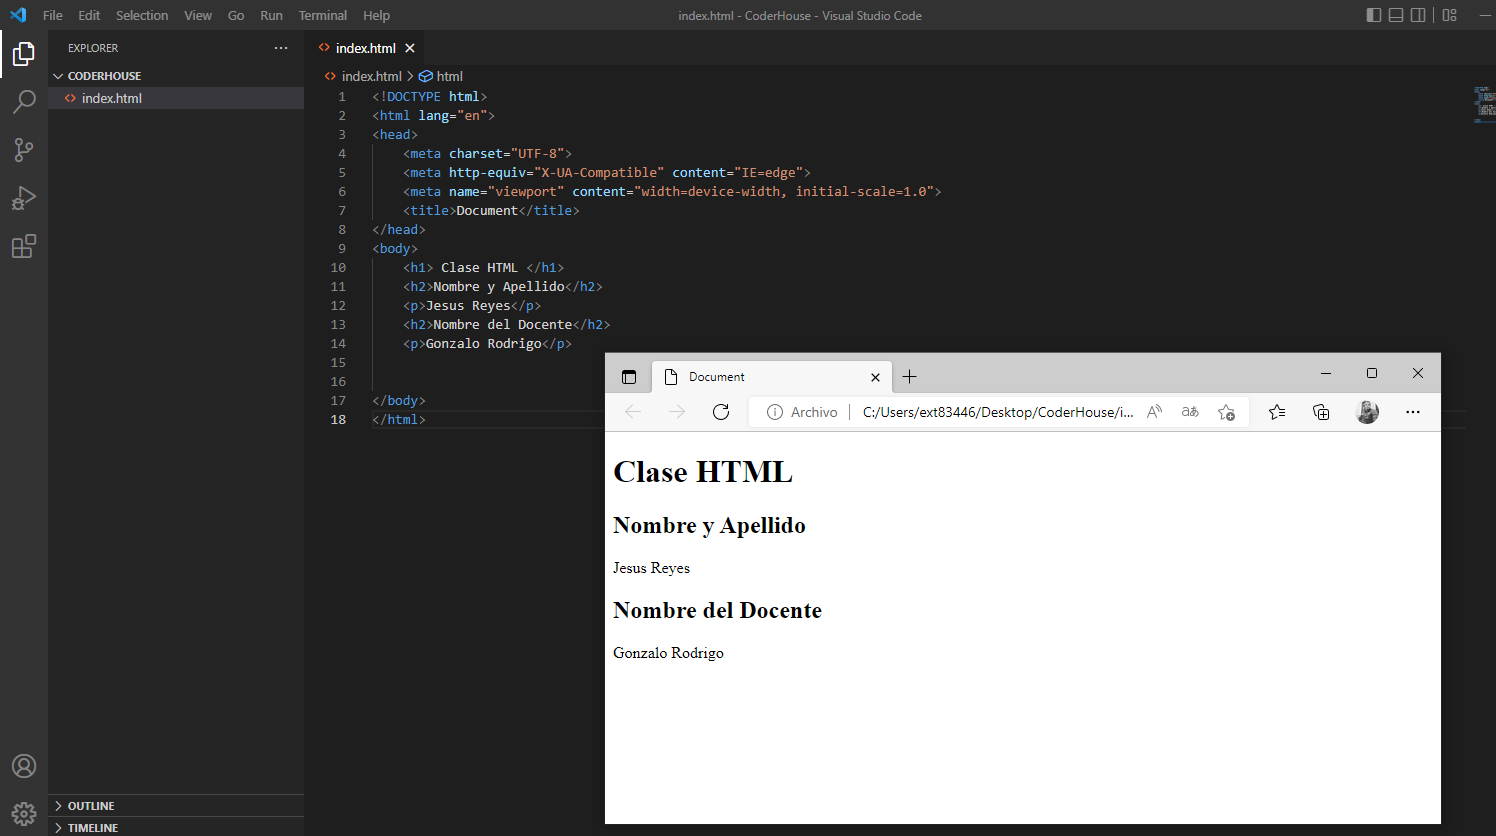 File Edit Selection View Go Run Terminal Help
index.html - CoderHouse - Visual Studio Code
EXPLORER
CODERHOUSE
index.html
OUTLINE
TIMELINE
index.html
index.html > html
1 <!DOCTYPE html>
2 <html lang="en">
3 <head>
4 <meta charset="UTF-8">
5 <meta http-equiv="X-UA-Compatible" content="IE=edge">
6 <meta name="viewport" content="width=device-width, initial-scale=1.0">
7 <title>Document</title>
8 </head>
9 <body>
10 <h1> Clase HTML </h1>
11 <h2>Nombre y Apellido</h2>
12 <p>Jesus Reyes</p>
13 <h2>Nombre del Docente</h2>
14 <p>Gonzalo Rodrigo</p>
15
16
17 </body>
18 </html>
Document
Archivo | C:/Users/ext83446/Desktop/CoderHouse/i...
Clase HTML
Nombre y Apellido
Jesus Reyes
Nombre del Docente
Gonzalo Rodrigo